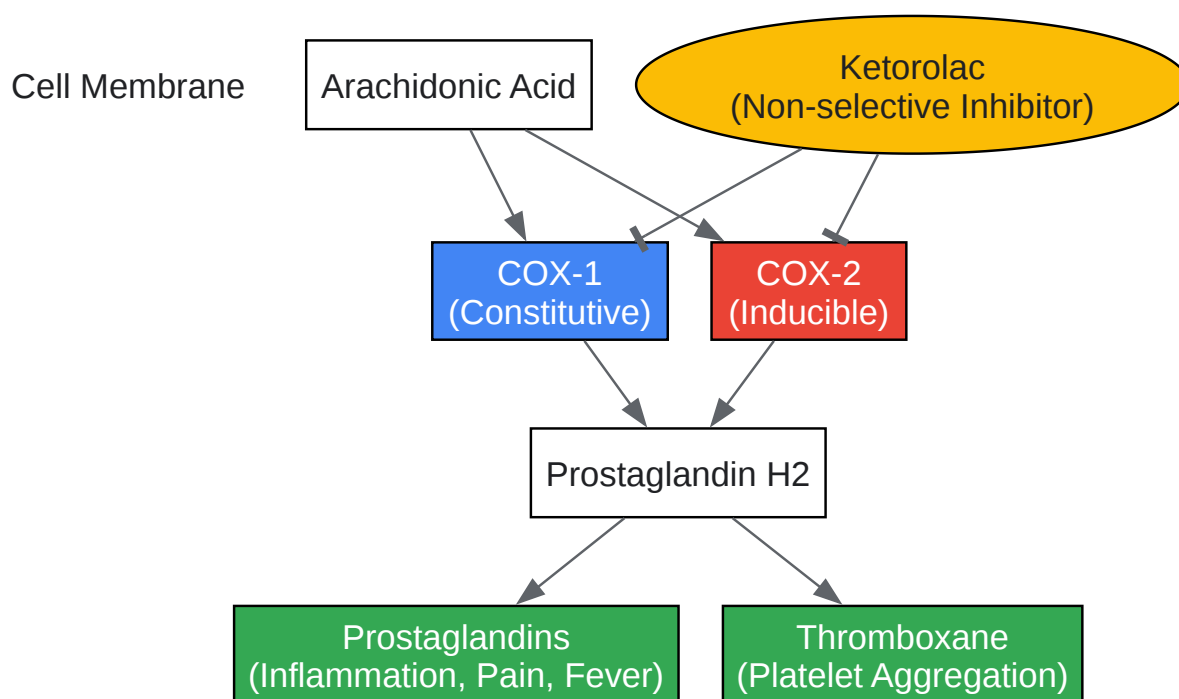 Cell Membrane
Arachidonic Acid
Ketorolac
(Non-selective Inhibitor)
COX-1
(Constitutive)
COX-2
(Inducible)
Prostaglandin H2
Prostaglandins
(Inflammation, Pain, Fever)
Thromboxane
(Platelet Aggregation)